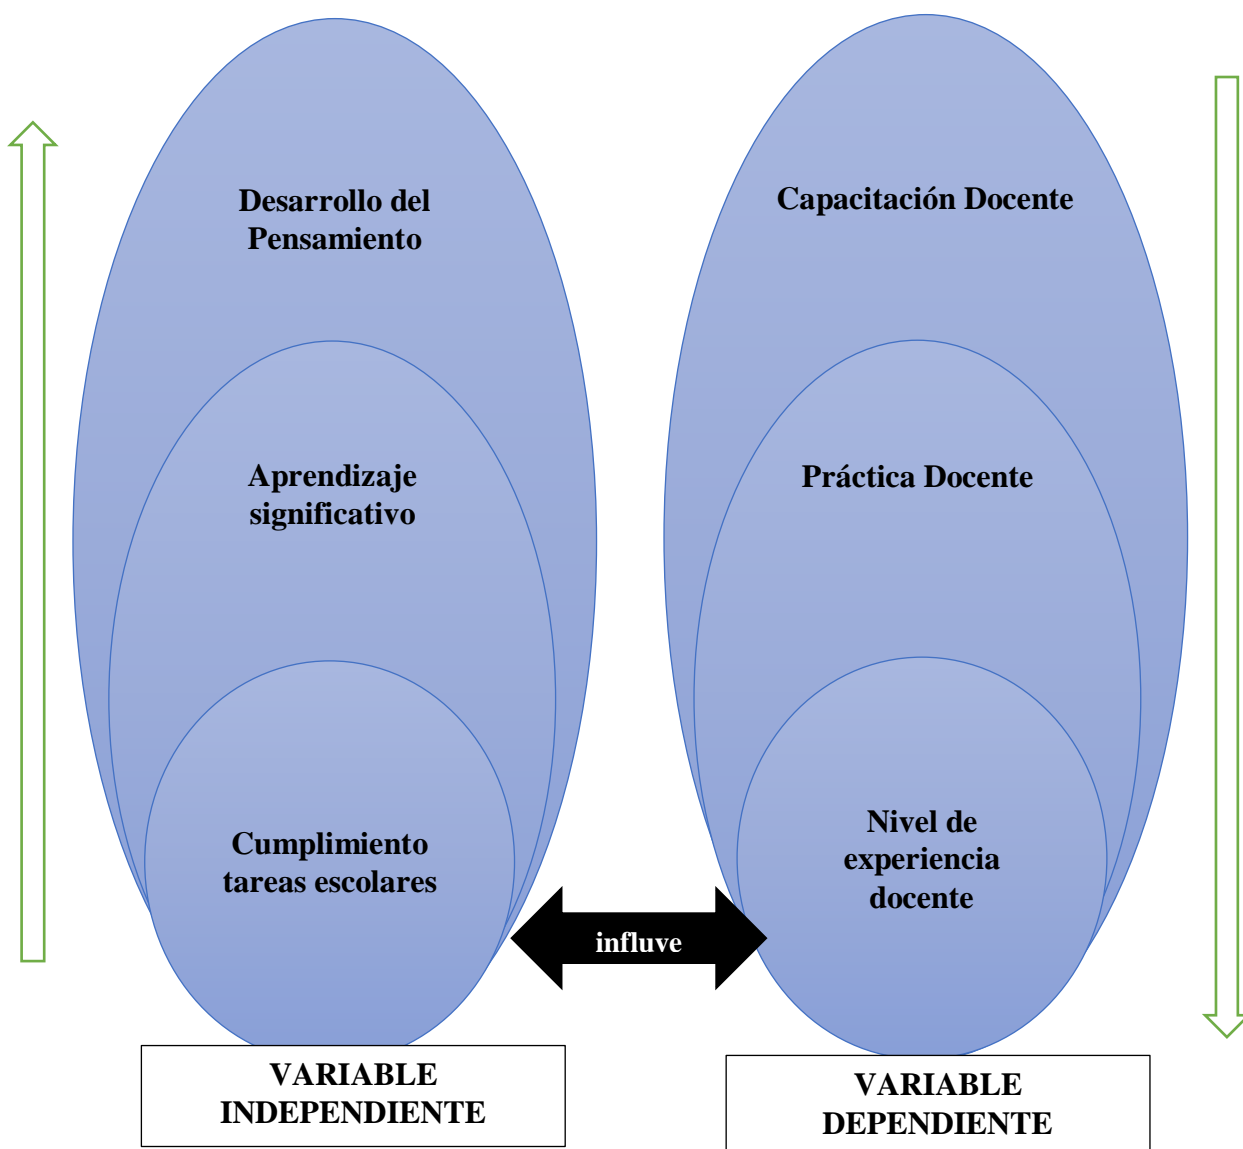 Desarrollo del
Pensamiento
Aprendizaje
significativo
Cumplimiento
tareas escolares
Capacitación Docente
Práctica Docente
Nivel de
experiencia
docente
influye
VARIABLE
INDEPENDIENTE
VARIABLE
DEPENDIENTE